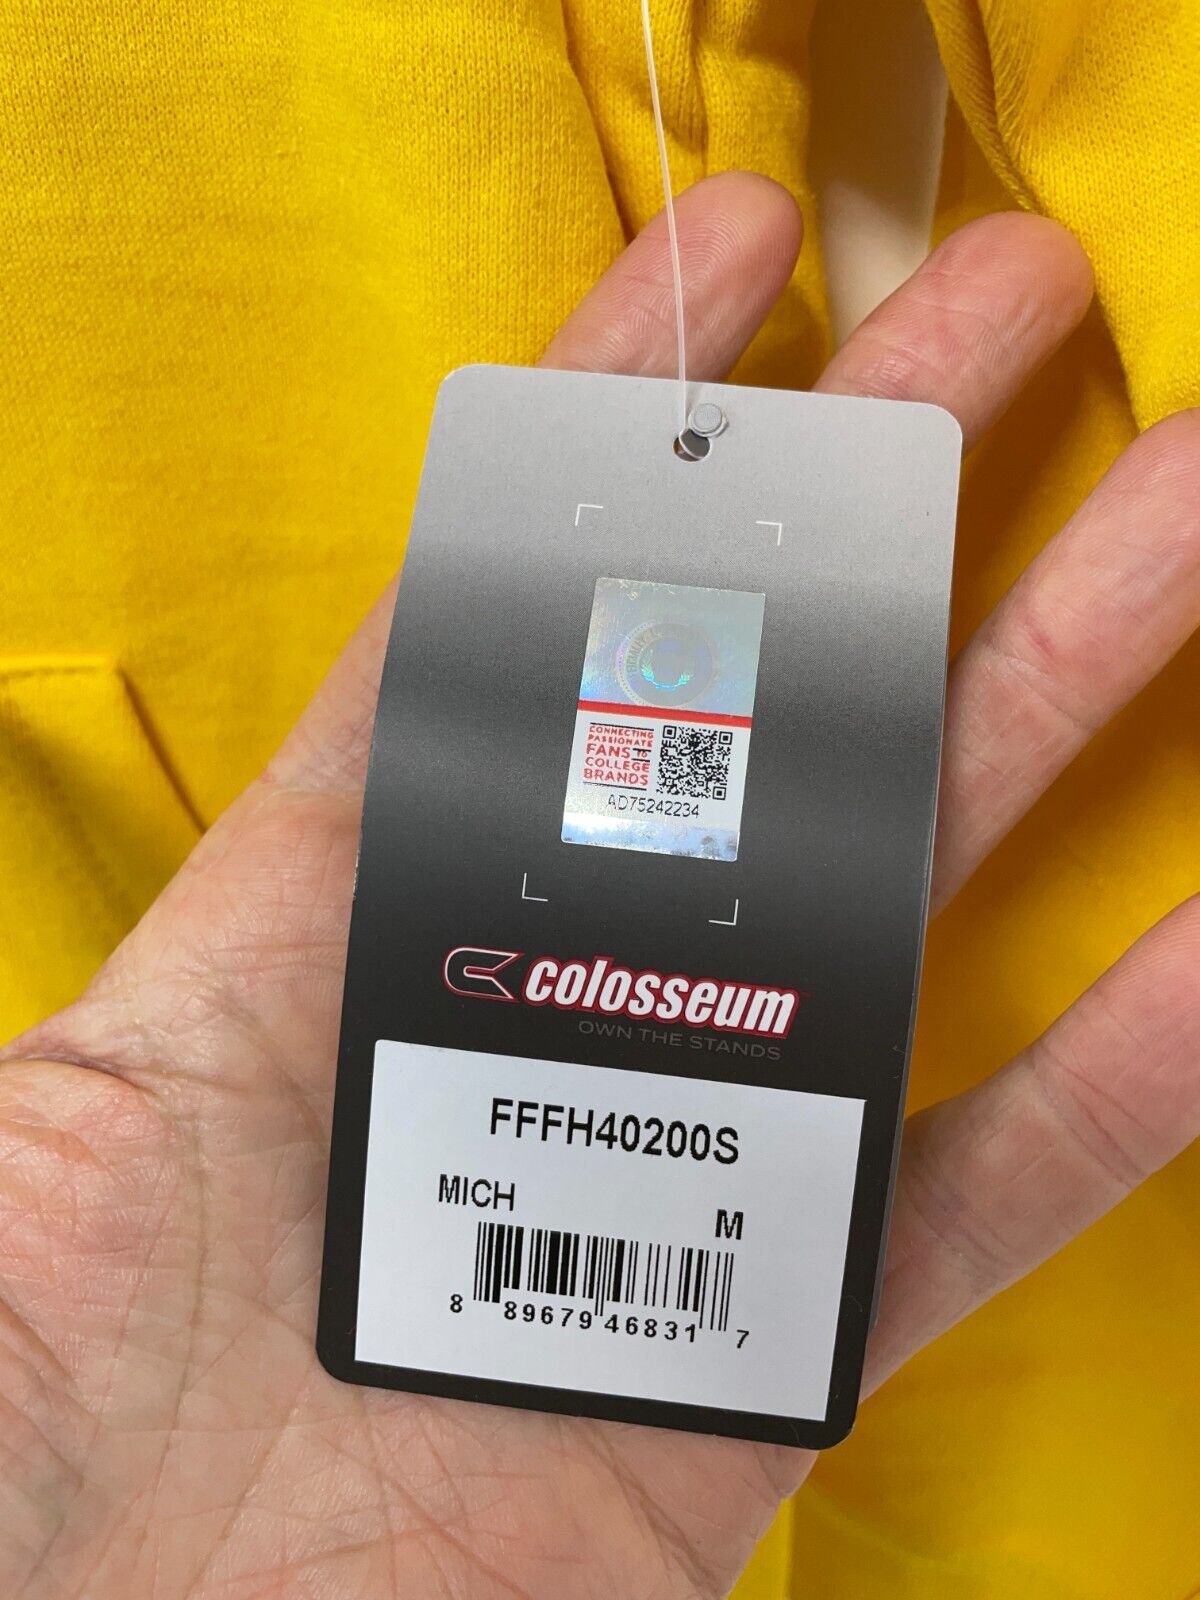 CONNECTING
PASSIONATE
FANS TO
COLLEGE
BRANDS
AD75242234
colosseum
OWN THE STANDS
FFFH40200S
MICH
M
8 89679 46831 7